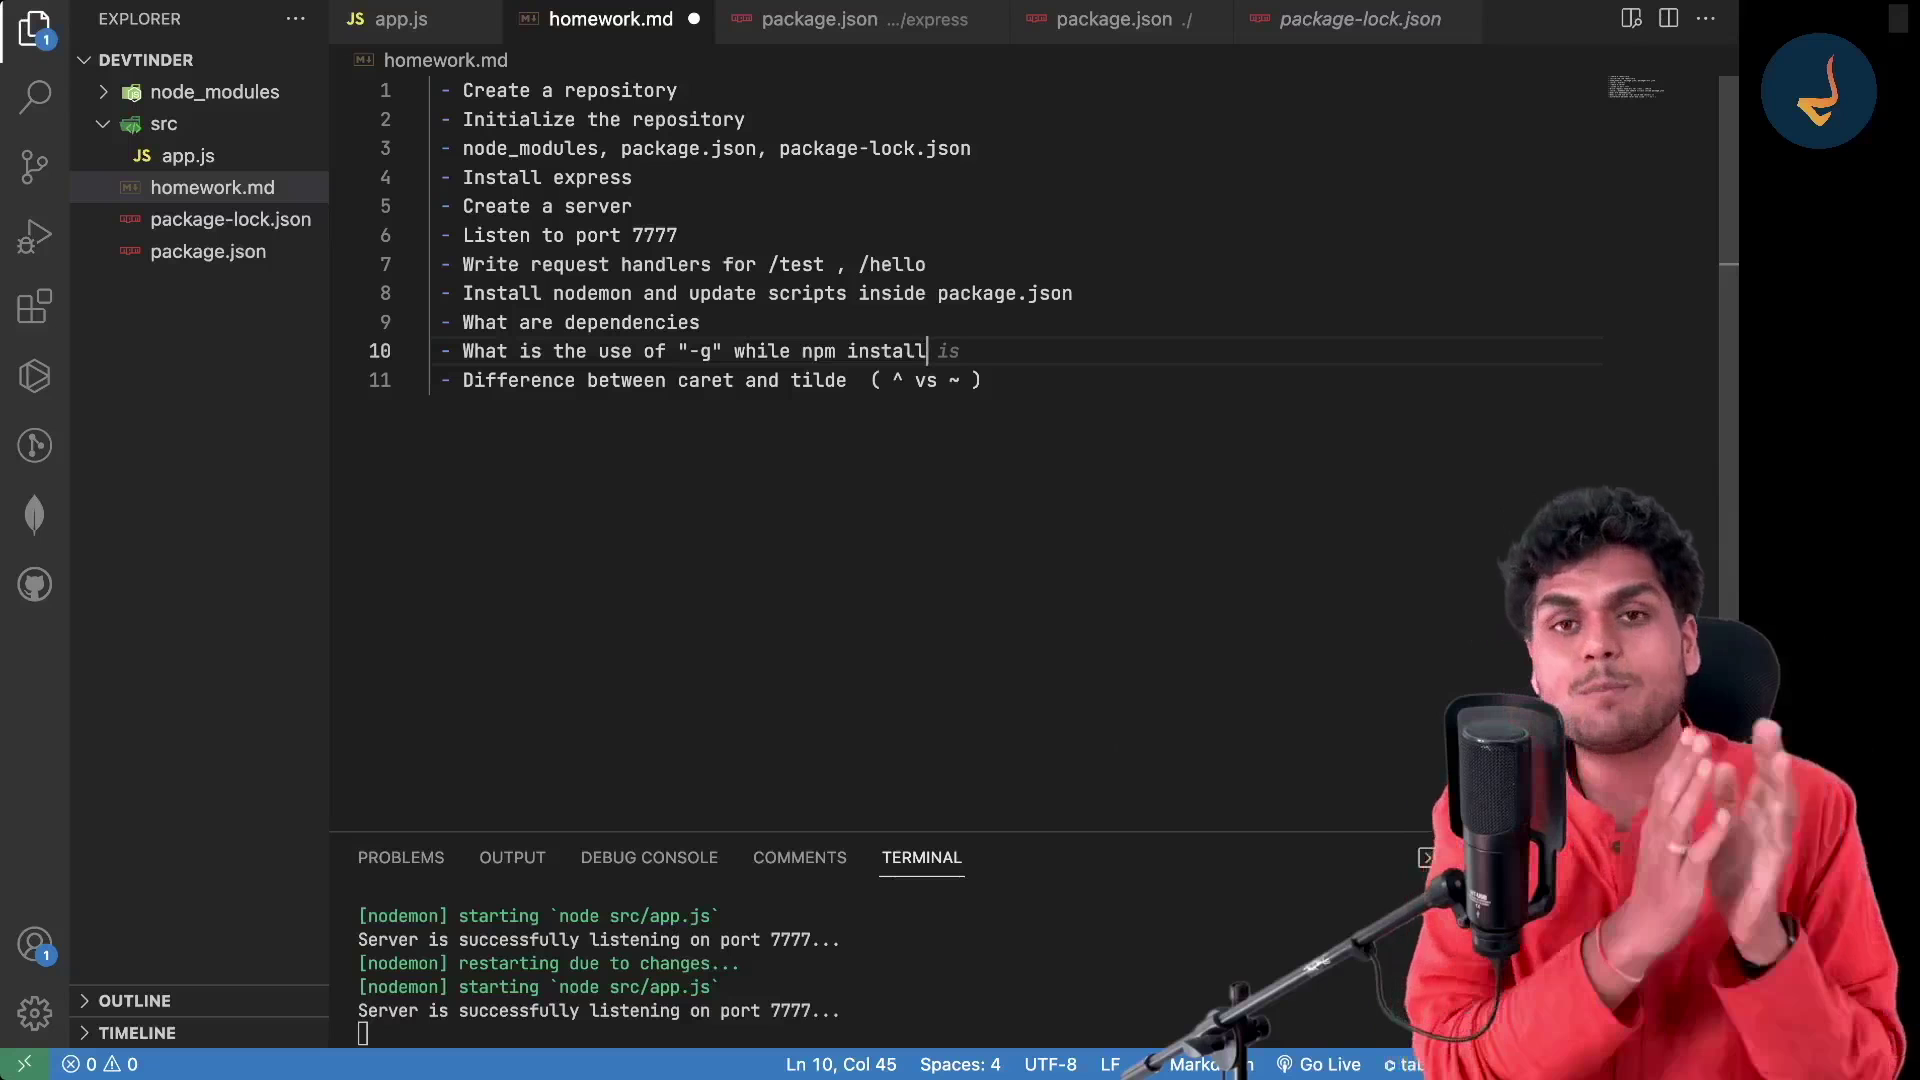 EXPLORER
DEVTINDER
node_modules
src
JS app.js
homework.md
package-lock.json
package.json
OUTLINE
TIMELINE
JS app.js
homework.md
package.json .../express
package.json ./
package-lock.json
homework.md
1 - Create a repository
2 - Initialize the repository
3 - node_modules, package.json, package-lock.json
4 - Install express
5 - Create a server
6 - Listen to port 7777
7 - Write request handlers for /test , /hello
8 - Install nodemon and update scripts inside package.json
9 - What are dependencies
10 - What is the use of "-g" while npm install is
11 - Difference between caret and tilde ( ^ vs ~ )
PROBLEMS OUTPUT DEBUG CONSOLE COMMENTS TERMINAL
[nodemon] starting `node src/app.js`
Server is successfully listening on port 7777...
[nodemon] restarting due to changes...
[nodemon] starting `node src/app.js`
Server is successfully listening on port 7777...
1
1
0 0 Ln 10, Col 45 Spaces: 4 UTF-8 LF Go Live